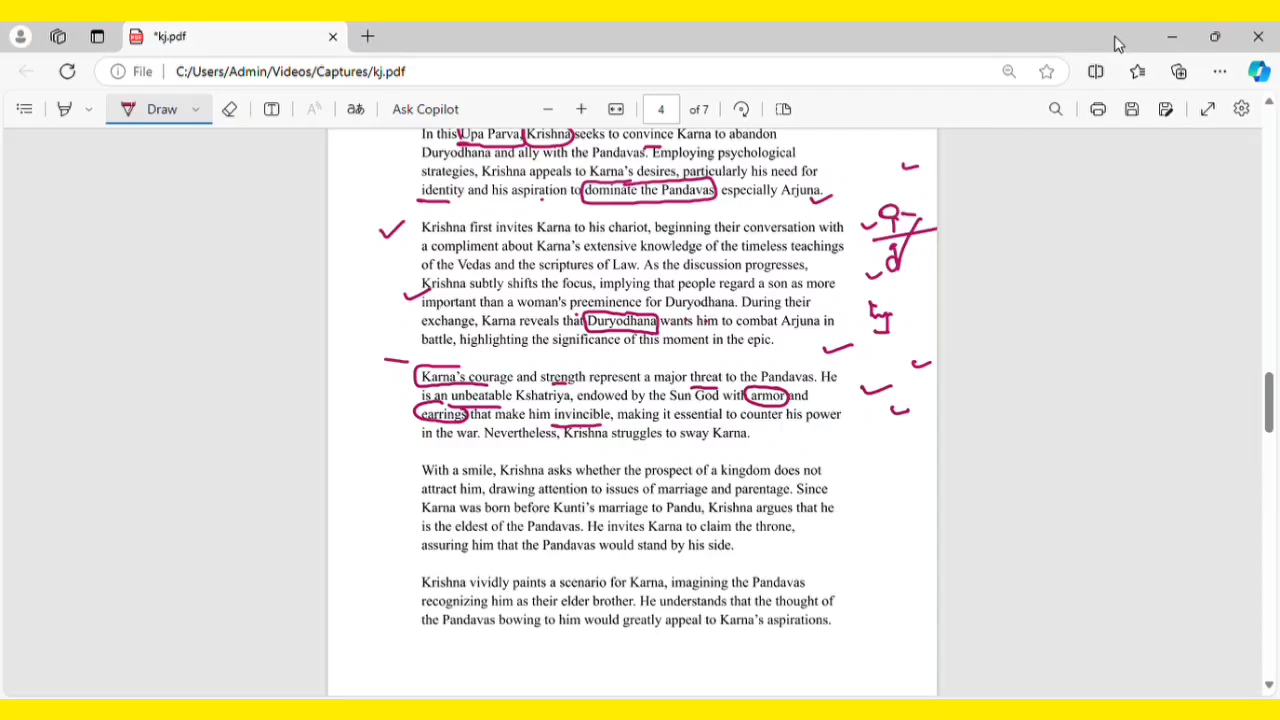 *kj.pdf
File
C:/Users/Admin/Videos/Captures/kj.pdf
Draw
Ask Copilot
4
of 7
In this Upa Parva, Krishna seeks to convince Karna to abandon
Duryodhana and ally with the Pandavas. Employing psychological
strategies, Krishna appeals to Karna's desires, particularly his need for
identity and his aspiration to dominate the Pandavas, especially Arjuna.
Krishna first invites Karna to his chariot, beginning their conversation with
a compliment about Karna's extensive knowledge of the timeless teachings
of the Vedas and the scriptures of Law. As the discussion progresses,
Krishna subtly shifts the focus, implying that people regard a son as more
important than a woman's preeminence for Duryodhana. During their
exchange, Karna reveals that Duryodhana wants him to combat Arjuna in
battle, highlighting the significance of this moment in the epic.
Karna's courage and strength represent a major threat to the Pandavas. He
is an unbeatable Kshatriya, endowed by the Sun God with armor and
earrings that make him invincible, making it essential to counter his power
in the war. Nevertheless, Krishna struggles to sway Karna.
With a smile, Krishna asks whether the prospect of a kingdom does not
attract him, drawing attention to issues of marriage and parentage. Since
Karna was born before Kunti's marriage to Pandu, Krishna argues that he
is the eldest of the Pandavas. He invites Karna to claim the throne,
assuring him that the Pandavas would stand by his side.
Krishna vividly paints a scenario for Karna, imagining the Pandavas
recognizing him as their elder brother. He understands that the thought of
the Pandavas bowing to him would greatly appeal to Karna's aspirations.